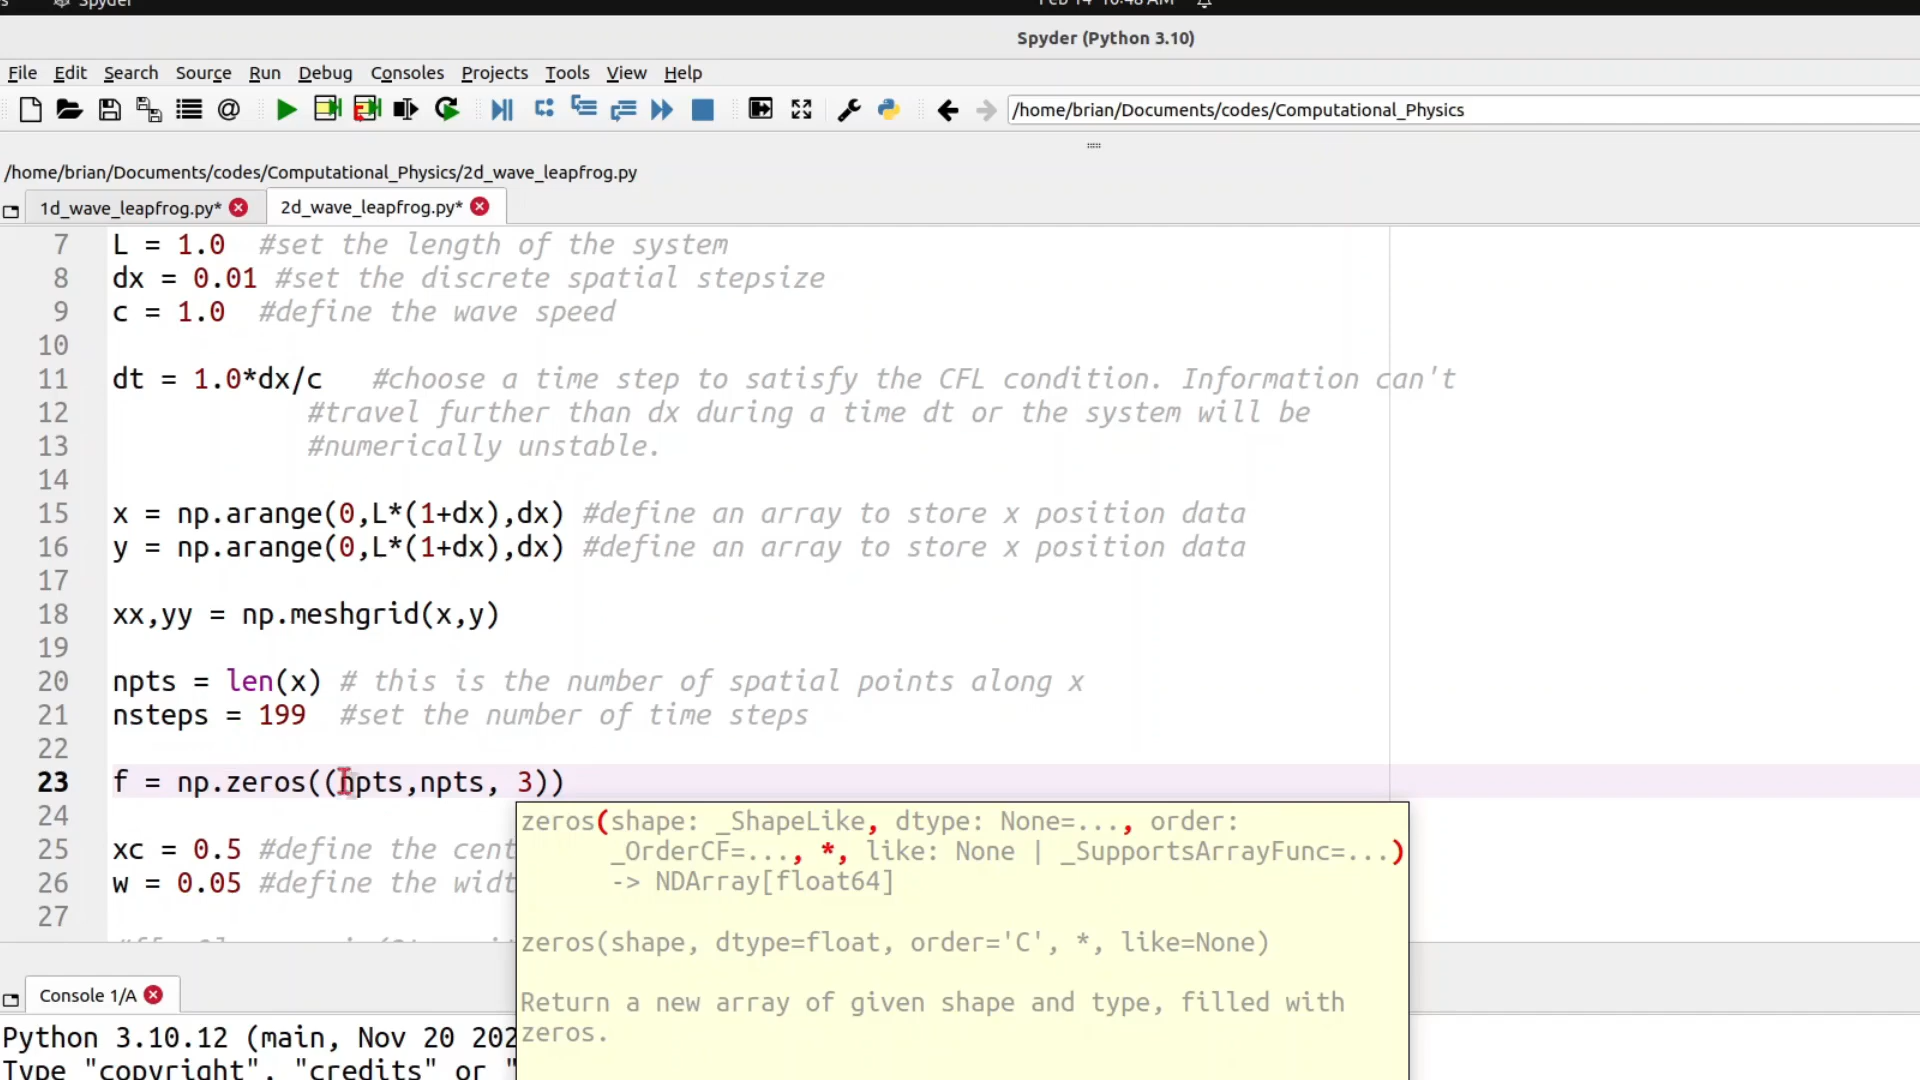 Spyder
Spyder (Python 3.10)
File Edit Search Source Run Debug Consoles Projects Tools View Help
/home/brian/Documents/codes/Computational_Physics
/home/brian/Documents/codes/Computational_Physics/2d_wave_leapfrog.py
1d_wave_leapfrog.py* 2d_wave_leapfrog.py*
7 L = 1.0 #set the length of the system
8 dx = 0.01 #set the discrete spatial stepsize
9 c = 1.0 #define the wave speed
10
11 dt = 1.0*dx/c #choose a time step to satisfy the CFL condition. Information can't
12 #travel further than dx during a time dt or the system will be
13 #numerically unstable.
14
15 x = np.arange(0,L*(1+dx),dx) #define an array to store x position data
16 y = np.arange(0,L*(1+dx),dx) #define an array to store x position data
17
18 xx,yy = np.meshgrid(x,y)
19
20 npts = len(x) # this is the number of spatial points along x
21 nsteps = 199 #set the number of time steps
22
23 f = np.zeros((npts,npts, 3))
24
25 xc = 0.5 #define the cent
26 w = 0.05 #define the widt
27
zeros(shape: _ShapeLike, dtype: None=..., order:
_OrderCF=..., *, like: None | _SupportsArrayFunc=...)
-> NDArray[float64]
zeros(shape, dtype=float, order='C', *, like=None)
Return a new array of given shape and type, filled with
zeros.
Console 1/A
Python 3.10.12 (main, Nov 20 202
Type "copyright", "credits" or "